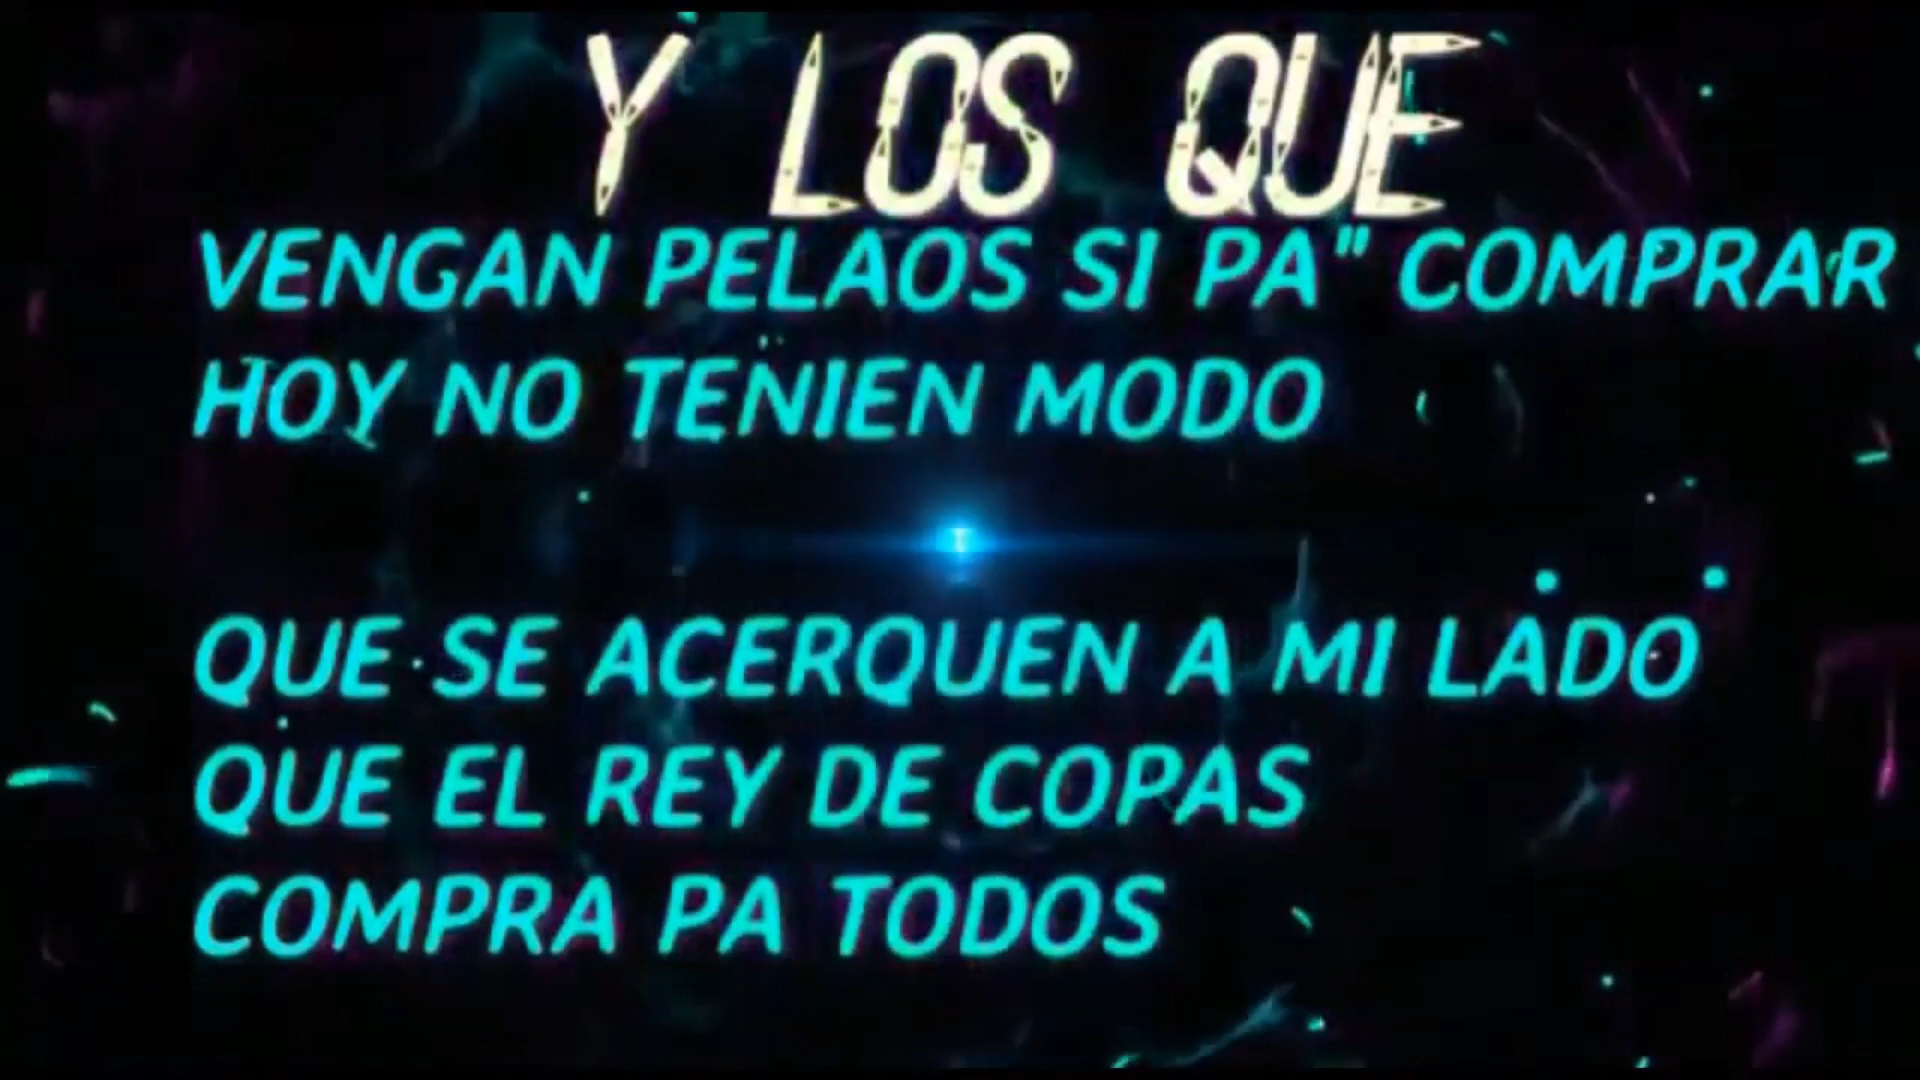 Y LOS QUE
VENGAN PELAOS SI PA" COMPRAR
HOY NO TENIEN MODO
QUE SE ACERQUEN A MI LADO
QUE EL REY DE COPAS
COMPRA PA TODOS